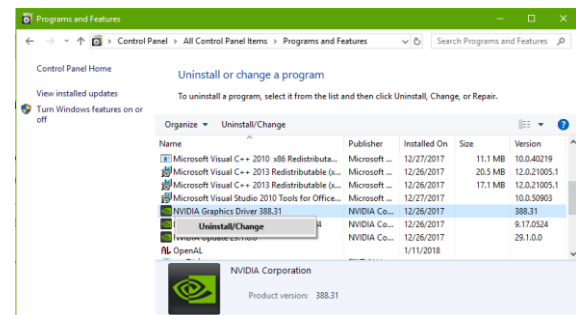 Programs and Features
Control Panel > All Control Panel Items > Programs and Features
Search Programs and Features
Control Panel Home
View installed updates
Turn Windows features on or
off
Uninstall or change a program
To uninstall a program, select it from the list and then click Uninstall, Change, or Repair.
Organize Uninstall/Change
Name Publisher Installed On Size Version
Microsoft Visual C++ 2010 x86 Redistributa... Microsoft ... 12/27/2017 11.1 MB 10.0.40219
Microsoft Visual C++ 2013 Redistributable (x... Microsoft ... 12/26/2017 20.5 MB 12.0.21005.1
Microsoft Visual C++ 2013 Redistributable (x... Microsoft ... 12/26/2017 17.1 MB 12.0.21005.1
Microsoft Visual Studio 2010 Tools for Office... Microsoft ... 12/27/2017 10.0.50903
NVIDIA Graphics Driver 388.31 NVIDIA Co... 12/26/2017 388.31
Uninstall/Change NVIDIA Co... 12/26/2017 9.17.0524
NVIDIA Update 29.1.0.0 NVIDIA Co... 12/26/2017 29.1.0.0
OpenAL 1/11/2018
NVIDIA Corporation
Product version: 388.31